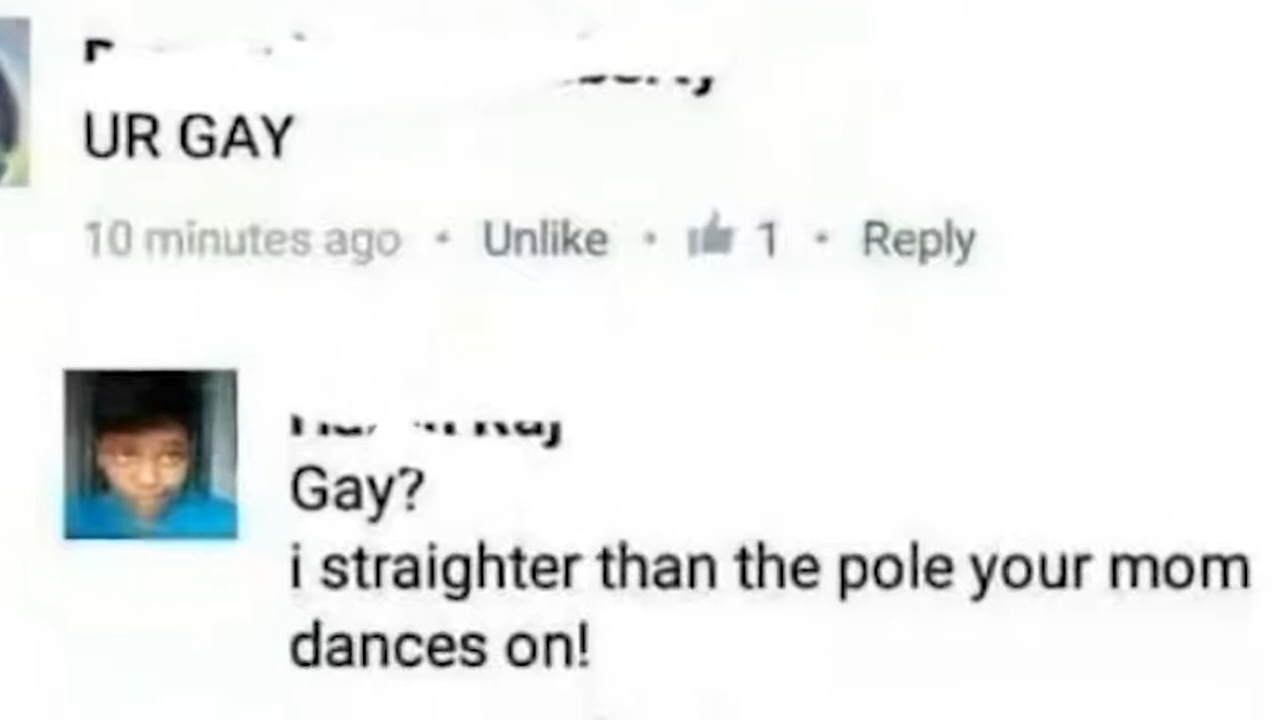 UR GAY
10 minutes ago • Unlike • 1 • Reply
Gay?
i straighter than the pole your mom
dances on!